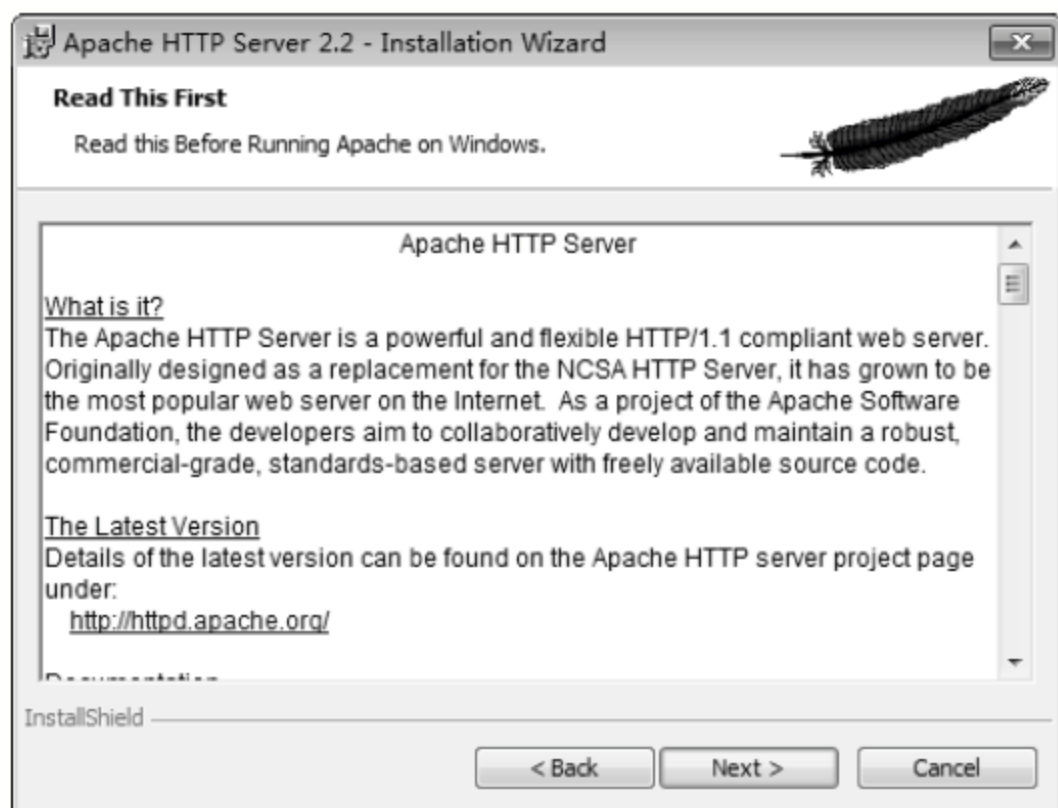 Apache HTTP Server 2.2 - Installation Wizard
Read This First
Read this Before Running Apache on Windows.
Apache HTTP Server
What is it?
The Apache HTTP Server is a powerful and flexible HTTP/1.1 compliant web server.
Originally designed as a replacement for the NCSA HTTP Server, it has grown to be
the most popular web server on the Internet.  As a project of the Apache Software
Foundation, the developers aim to collaboratively develop and maintain a robust,
commercial-grade, standards-based server with freely available source code.
The Latest Version
Details of the latest version can be found on the Apache HTTP server project page
under:
http://httpd.apache.org/
Documentation
InstallShield
< Back
Next >
Cancel